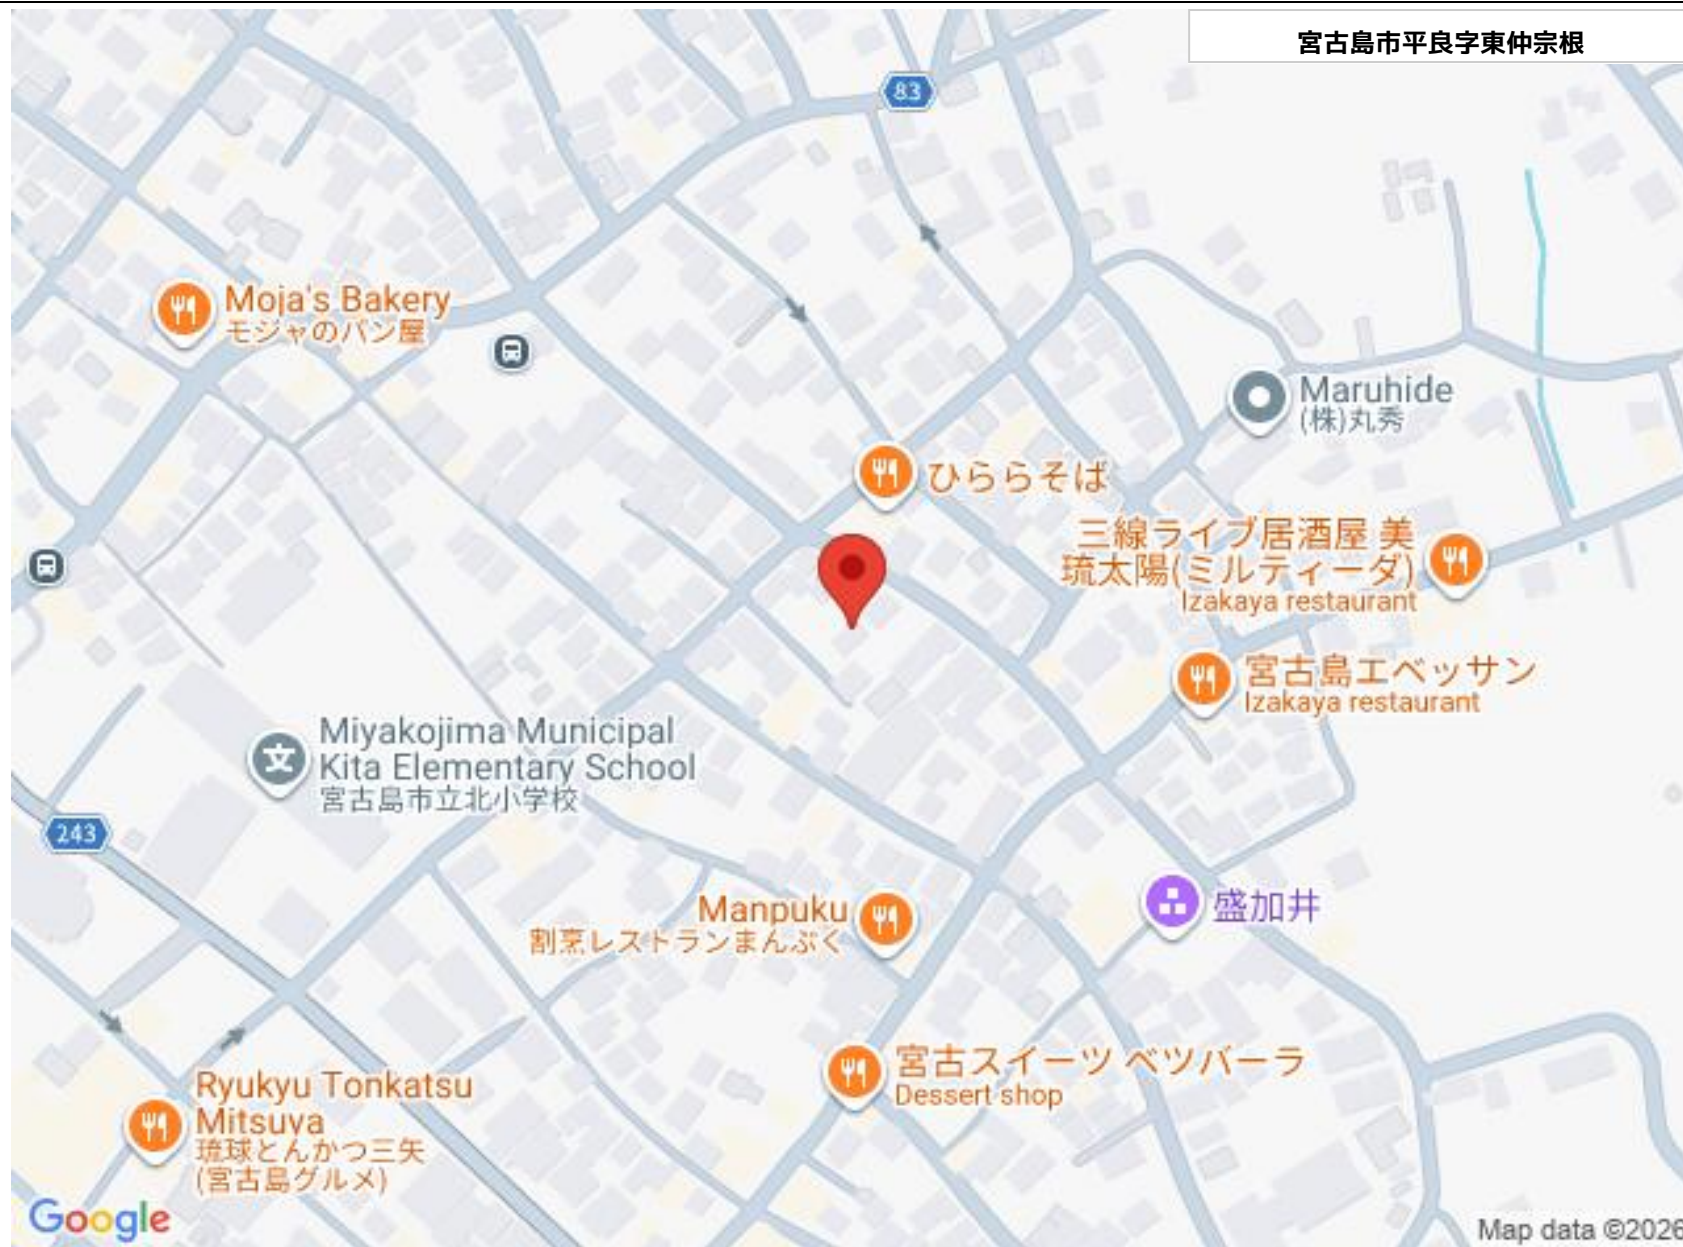 宮古島市平良字東仲宗根
83
Moja's Bakery
モジャのパン屋
Maruhide
(株)丸秀
ひららそば
三線ライブ居酒屋 美
琉太陽(ミルティーダ)
Izakaya restaurant
宮古島エベッサン
Izakaya restaurant
Miyakojima Municipal
Kita Elementary School
宮古島市立北小学校
文
243
盛加井
Manpuku
割烹レストランまんぷく
宮古スイーツ ベツバーラ
Dessert shop
Ryukyu Tonkatsu
Mitsuya
琉球とんかつ三矢
(宮古島グルメ)
Google
Map data ©2026